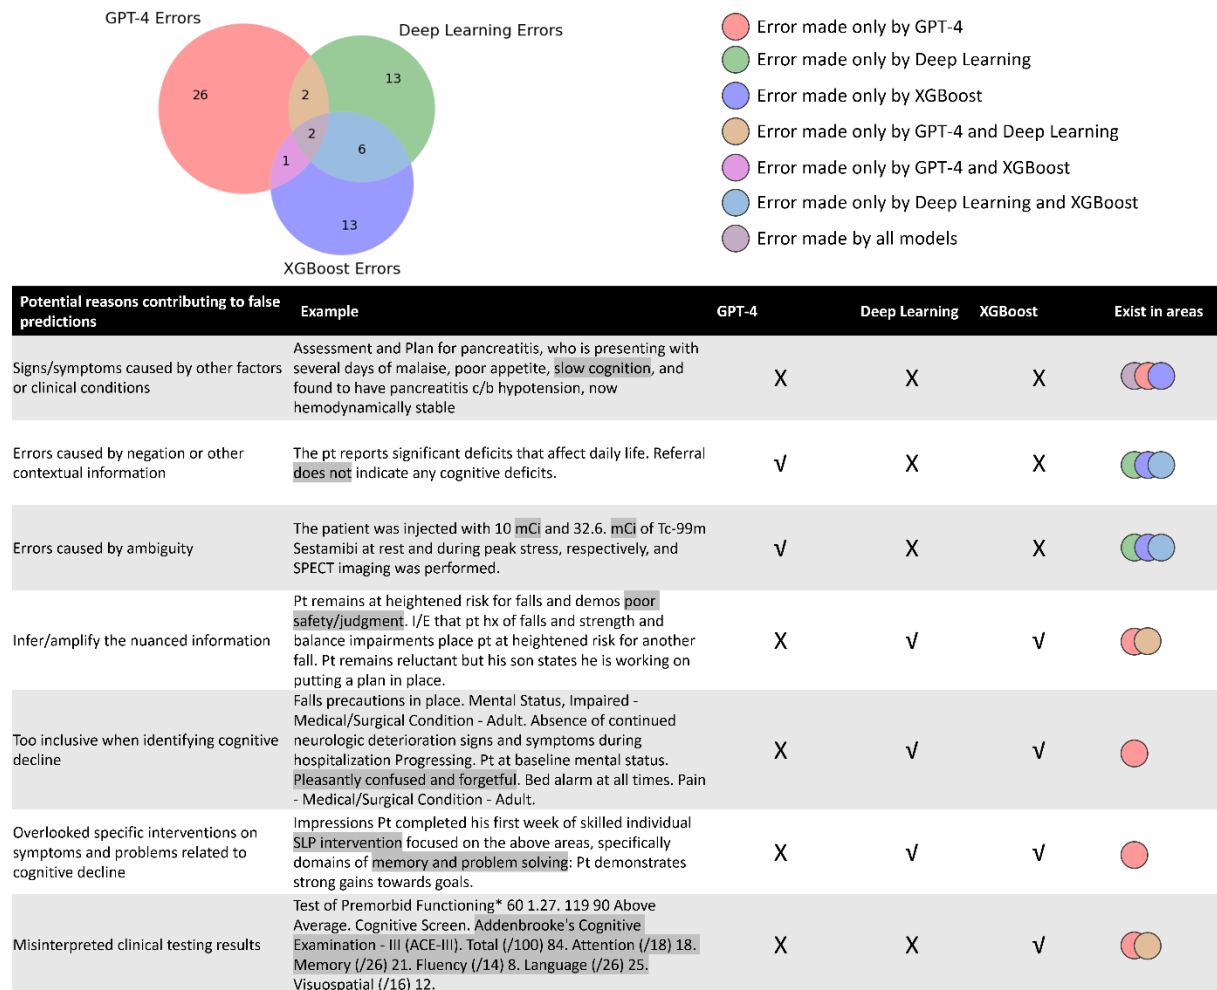 GPT-4 Errors
Deep Learning Errors
26
2
13
2
1
6
13
XGBoost Errors
Error made only by GPT-4
Error made only by Deep Learning
Error made only by XGBoost
Error made only by GPT-4 and Deep Learning
Error made only by GPT-4 and XGBoost
Error made only by Deep Learning and XGBoost
Error made by all models
Potential reasons contributing to false
predictions
Example
GPT-4
Deep Learning
XGBoost
Exist in areas
Signs/symptoms caused by other factors
or clinical conditions
Assessment and Plan for pancreatitis, who is presenting with
several days of malaise, poor appetite, slow cognition, and
found to have pancreatitis c/b hypotension, now
hemodynamically stable
X
X
X
Errors caused by negation or other
contextual information
The pt reports significant deficits that affect daily life. Referral
does not indicate any cognitive deficits.
√
X
X
Errors caused by ambiguity
The patient was injected with 10 mCi and 32.6. mCi of Tc-99m
Sestamibi at rest and during peak stress, respectively, and
SPECT imaging was performed.
√
X
X
Infer/amplify the nuanced information
Pt remains at heightened risk for falls and demos poor
safety/judgment. I/E that pt hx of falls and strength and
balance impairments place pt at heightened risk for another
fall. Pt remains reluctant but his son states he is working on
putting a plan in place.
X
√
√
Too inclusive when identifying cognitive
decline
Falls precautions in place. Mental Status, Impaired -
Medical/Surgical Condition - Adult. Absence of continued
neurologic deterioration signs and symptoms during
hospitalization Progressing. Pt at baseline mental status.
Pleasantly confused and forgetful. Bed alarm at all times. Pain
- Medical/Surgical Condition - Adult.
X
√
√
Overlooked specific interventions on
symptoms and problems related to
cognitive decline
Impressions Pt completed his first week of skilled individual
SLP intervention focused on the above areas, specifically
domains of memory and problem solving: Pt demonstrates
strong gains towards goals.
X
√
√
Misinterpreted clinical testing results
Test of Premorbid Functioning* 60 1.27. 119 90 Above
Average. Cognitive Screen. Addenbrooke's Cognitive
Examination - III (ACE-III). Total (/100) 84. Attention (/18) 18.
Memory (/26) 21. Fluency (/14) 8. Language (/26) 25.
Visuospatial (/16) 12.
X
X
√